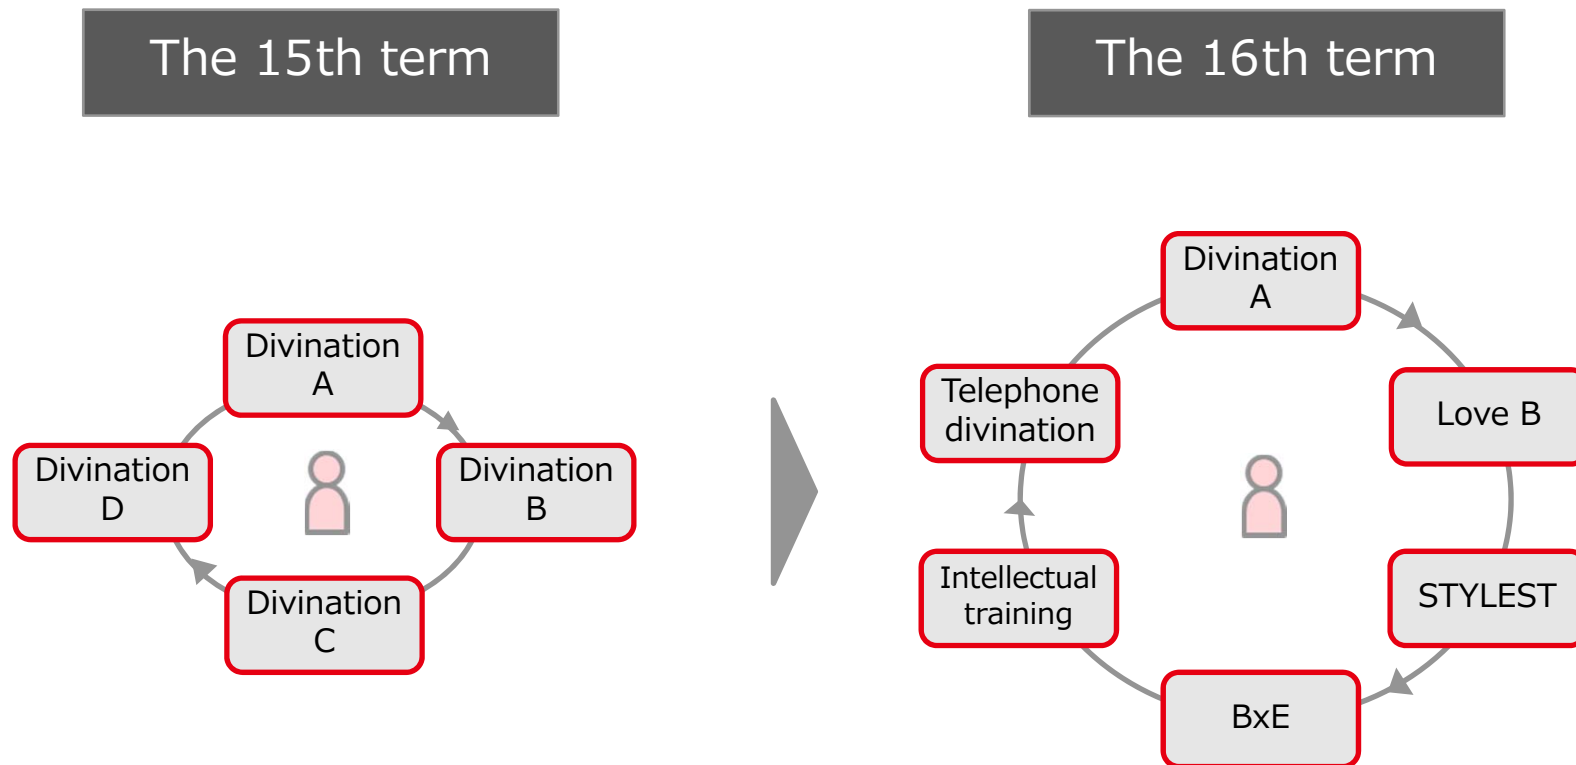 The 15th term
The 16th term
Divination
A
Divination
B
Divination
C
Divination
D
Divination
A
Love B
STYLEST
BxE
Intellectual
training
Telephone
divination